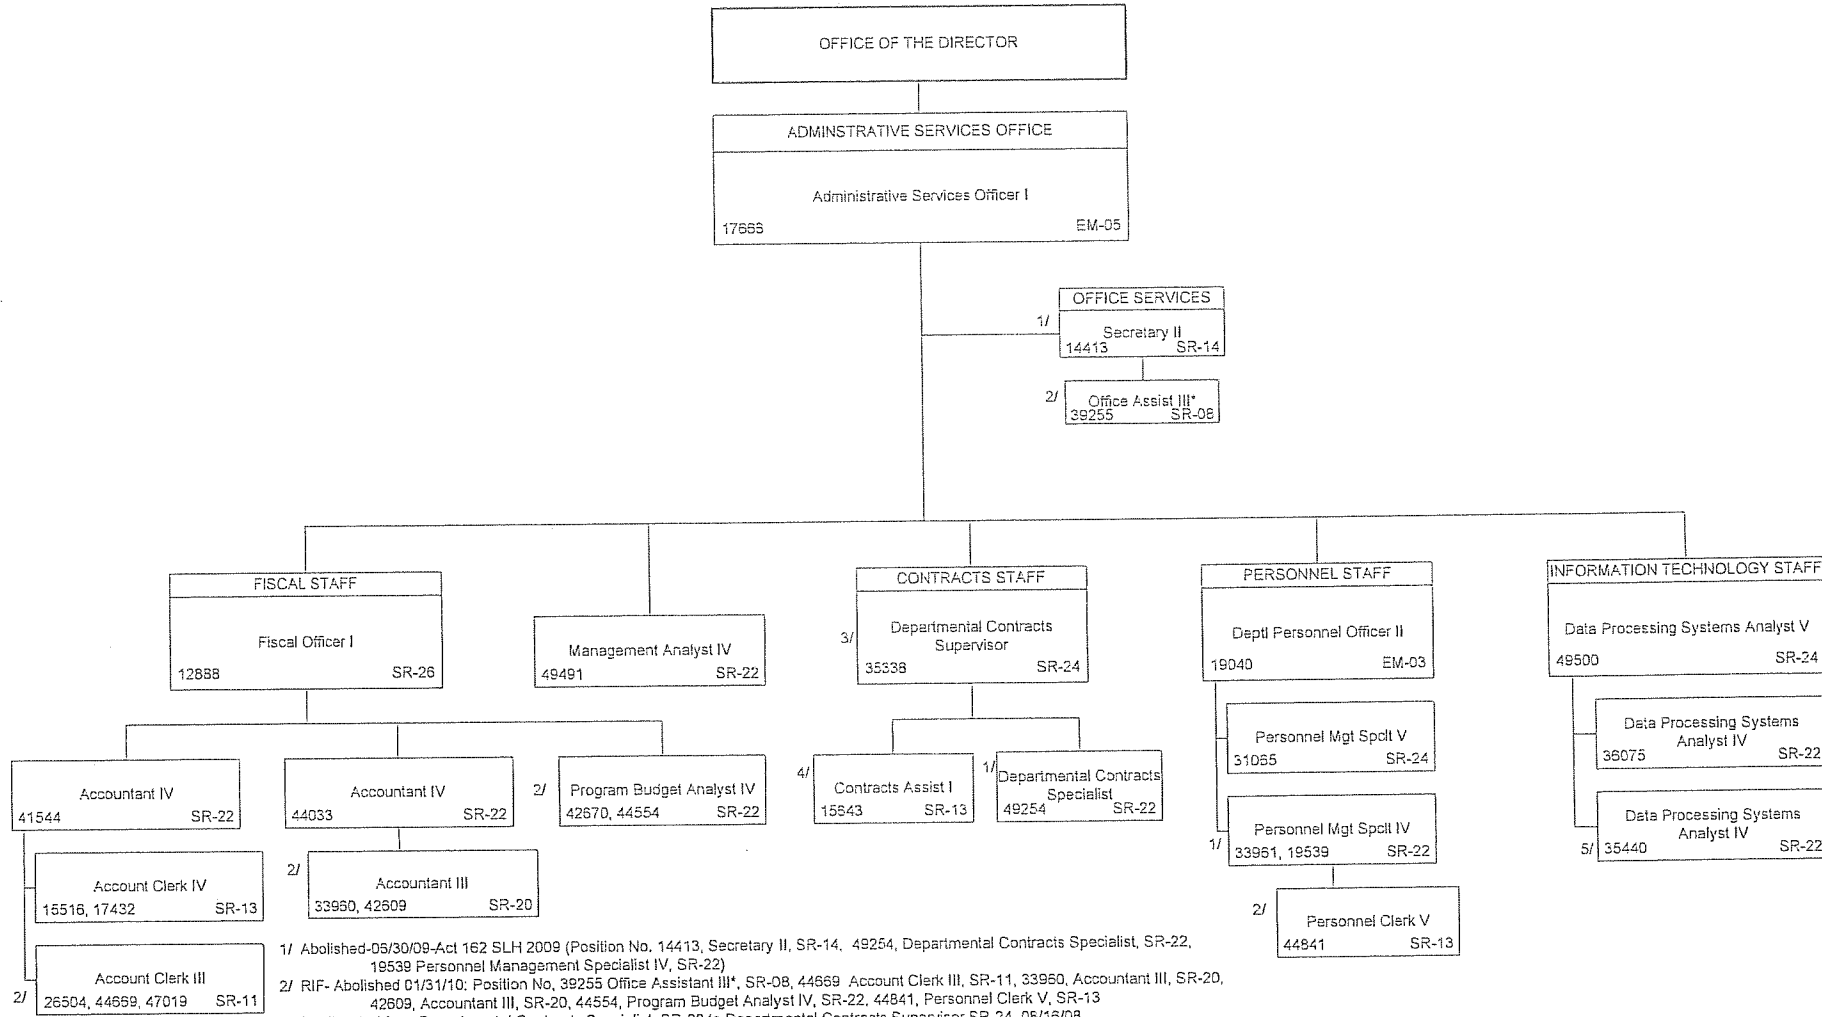 OFFICE OF THE DIRECTOR
ADMINSTRATIVE SERVICES OFFICE
Administrative Services Officer I
17666 EM-05
OFFICE SERVICES
1/
Secretary II
14413 SR-14
2/
Office Assist III*
39255 SR-08
FISCAL STAFF
Fiscal Officer I
12888 SR-26
Management Analyst IV
49491 SR-22
CONTRACTS STAFF
3/
Departmental Contracts
Supervisor
35338 SR-24
PERSONNEL STAFF
Deptl Personnel Officer II
19040 EM-03
INFORMATION TECHNOLOGY STAFF
Data Processing Systems Analyst V
49500 SR-24
Accountant IV
41544 SR-22
Accountant IV
44033 SR-22
2/
Program Budget Analyst IV
42670, 44554 SR-22
4/
Contracts Assist I
15643 SR-13
1/
Departmental Contracts
Specialist
49254 SR-22
Personnel Mgt Spclt V
31065 SR-24
Data Processing Systems
Analyst IV
36075 SR-22
Account Clerk IV
15516, 17432 SR-13
2/
Accountant III
33960, 42609 SR-20
Personnel Mgt Spclt IV
1/
33961, 19539 SR-22
Data Processing Systems
Analyst IV
5/
35440 SR-22
2/
Personnel Clerk V
44841 SR-13
Account Clerk III
2/
26504, 44669, 47019 SR-11
1/ Abolished-06/30/09-Act 162 SLH 2009 (Position No. 14413, Secretary II, SR-14, 49254, Departmental Contracts Specialist, SR-22,
19539 Personnel Management Specialist IV, SR-22)
2/ RIF- Abolished 01/31/10: Position No. 39255 Office Assistant III*, SR-08, 44669 Account Clerk III, SR-11, 33960, Accountant III, SR-20,
42609, Accountant III, SR-20, 44554, Program Budget Analyst IV, SR-22, 44841, Personnel Clerk V, SR-13
Departmental Contracts Supervisor SR-24, 08/16/08